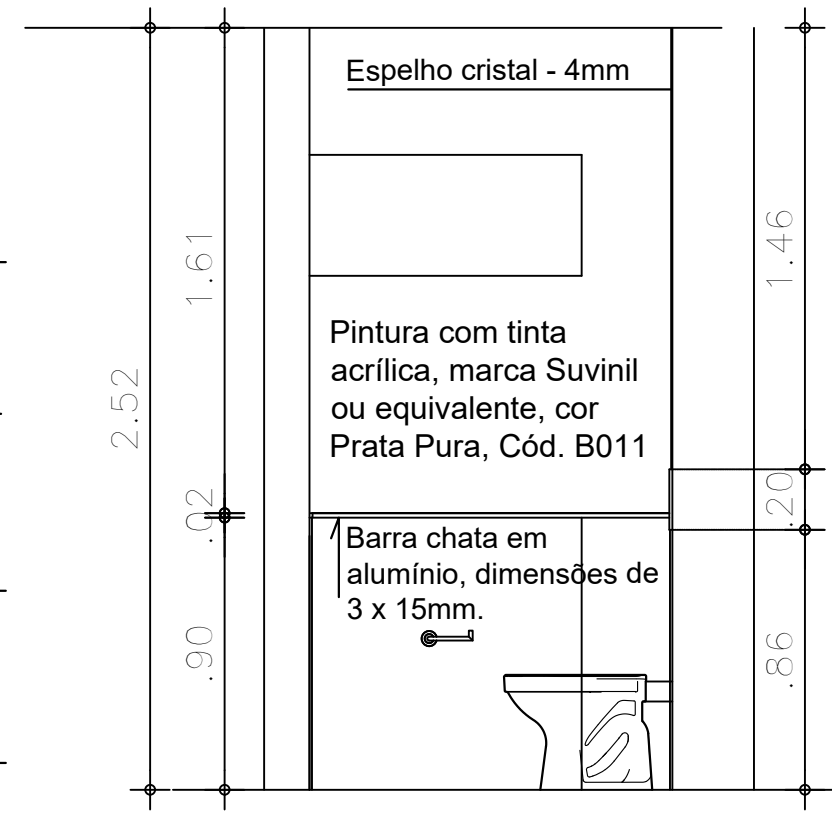 Espelho cristal - 4mm
1.46
1.61
Pintura com tinta
acrílica, marca Suvinil
ou equivalente, cor
Prata Pura, Cód. B011
2.52
.20
.02
Barra chata em
alumínio, dimensões de
3 x 15mm.
.90
.86